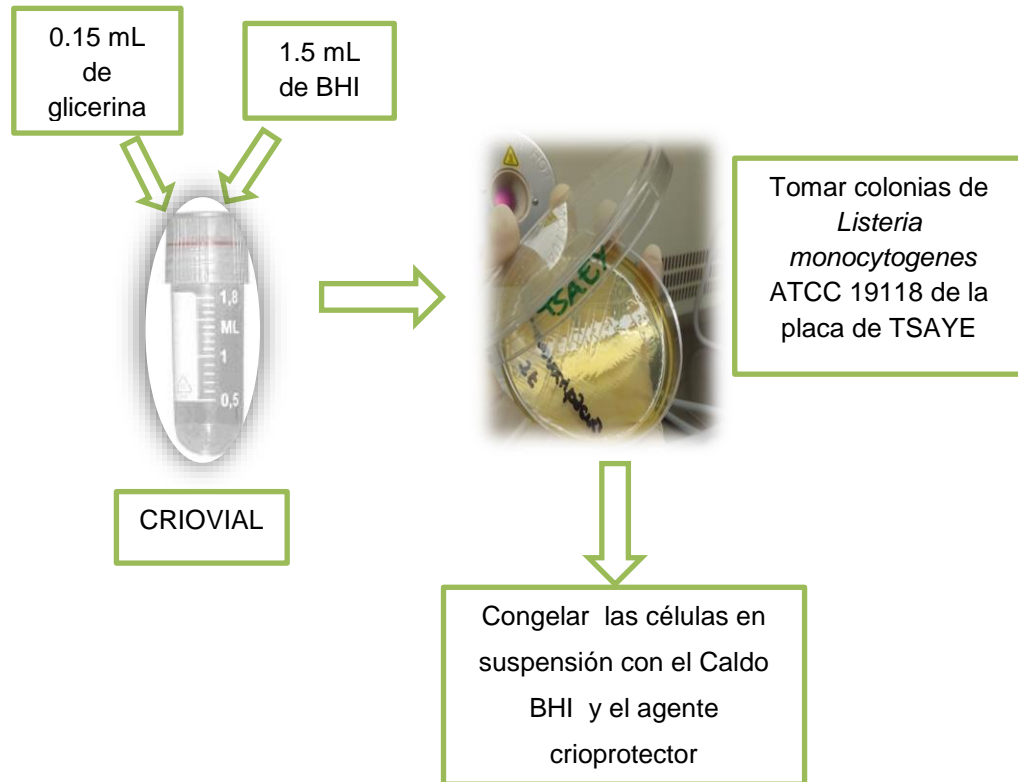 0.15 mL
de
glicerina
1.5 mL
de BHI
1,8
ML
1
0,5
CRIOVIAL
TSAEY
Tomar colonias de
Listeria
monocytogenes
ATCC 19118 de la
placa de TSAYE
Congelar las células en
suspensión con el Caldo
BHI y el agente
crioprotector